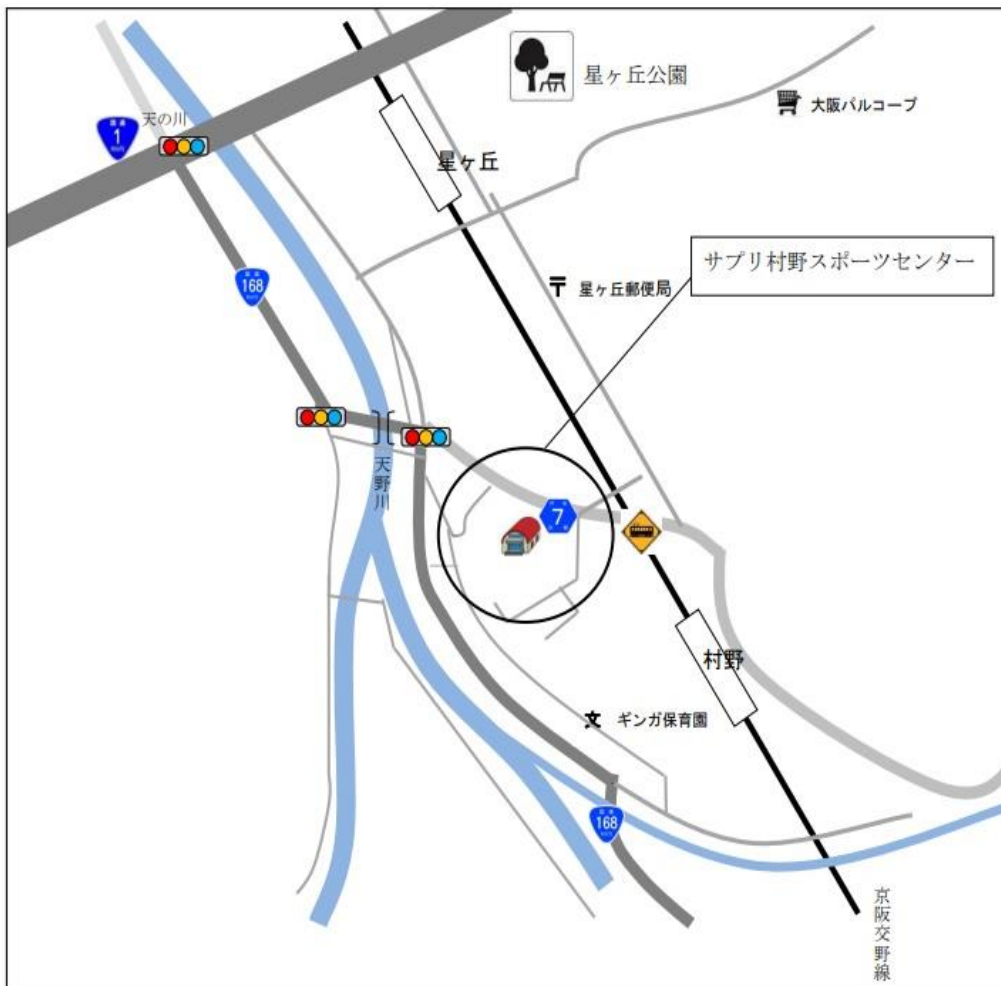 星ヶ丘公園
大阪パルコープ
天の川
1
星ヶ丘
サプリ村野スポーツセンター
168
星ヶ丘郵便局
天野川
7
村野
文 ギンガ保育園
168
京阪交野線